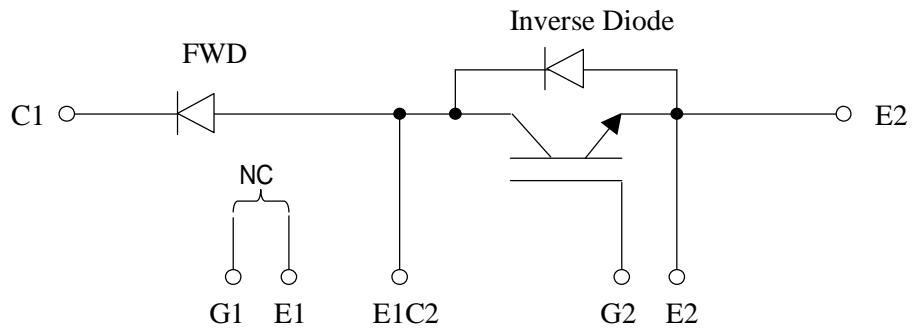 Inverse Diode
FWD
C1
E2
NC
G1 E1 E1C2 G2 E2